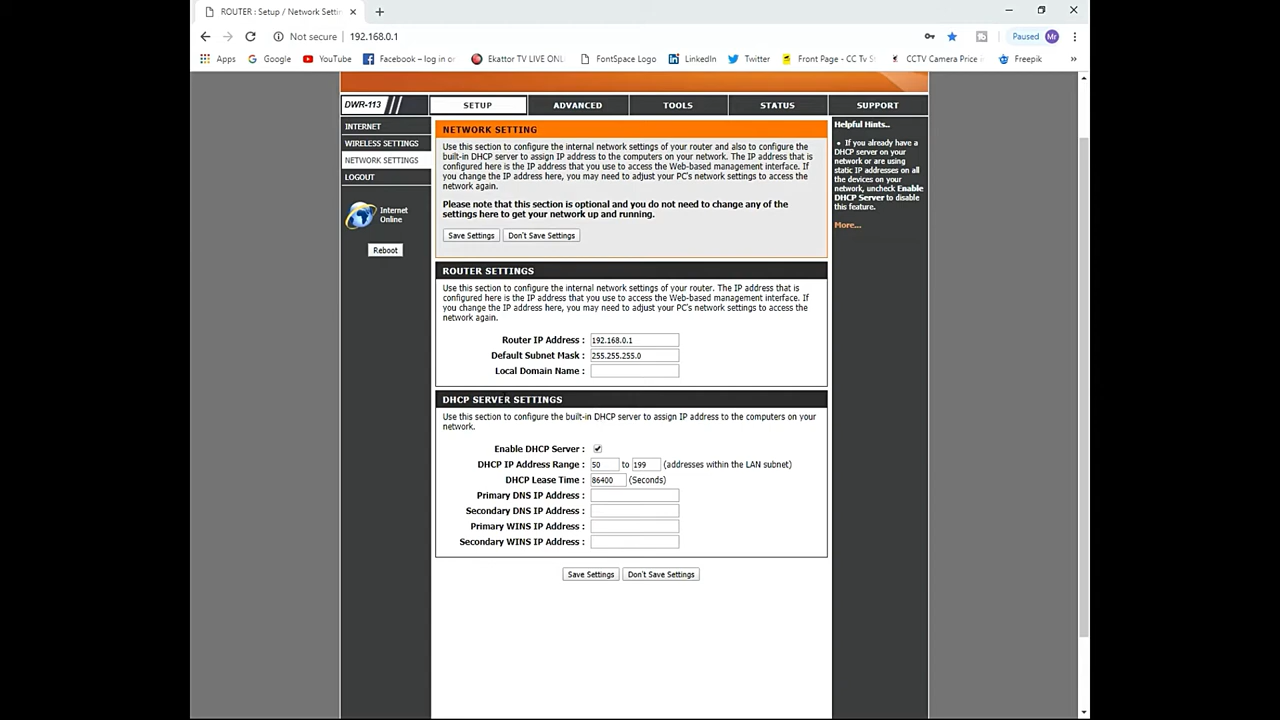 ROUTER : Setup / Network Settin
Not secure | 192.168.0.1
Paused Mr
Apps Google YouTube Facebook – log in or Ekattor TV LIVE ONL FontSpace Logo LinkedIn Twitter Front Page - CC Tv S CCTV Camera Price i Freepik »
DWR-113 SETUP ADVANCED TOOLS STATUS SUPPORT
INTERNET
WIRELESS SETTINGS
NETWORK SETTINGS
LOGOUT
Internet
Online
Reboot
NETWORK SETTING
Use this section to configure the internal network settings of your router and also to configure the
built-in DHCP server to assign IP address to the computers on your network. The IP address that is
configured here is the IP address that you use to access the Web-based management interface. If
you change the IP address here, you may need to adjust your PC's network settings to access the
network again.
Please note that this section is optional and you do not need to change any of the
settings here to get your network up and running.
Save Settings Don't Save Settings
ROUTER SETTINGS
Use this section to configure the internal network settings of your router. The IP address that is
configured here is the IP address that you use to access the Web-based management interface. If
you change the IP address here, you may need to adjust your PC's network settings to access the
network again.
Router IP Address : 192.168.0.1
Default Subnet Mask : 255.255.255.0
Local Domain Name :
DHCP SERVER SETTINGS
Use this section to configure the built-in DHCP server to assign IP address to the computers on your
network.
Enable DHCP Server :
DHCP IP Address Range : 50 to 199 (addresses within the LAN subnet)
DHCP Lease Time : 86400 (Seconds)
Primary DNS IP Address :
Secondary DNS IP Address :
Primary WINS IP Address :
Secondary WINS IP Address :
Save Settings Don't Save Settings
Helpful Hints..
• If you already have a
DHCP server on your
network or are using
static IP addresses on all
the devices on your
network, uncheck Enable
DHCP Server to disable
this feature.
More...